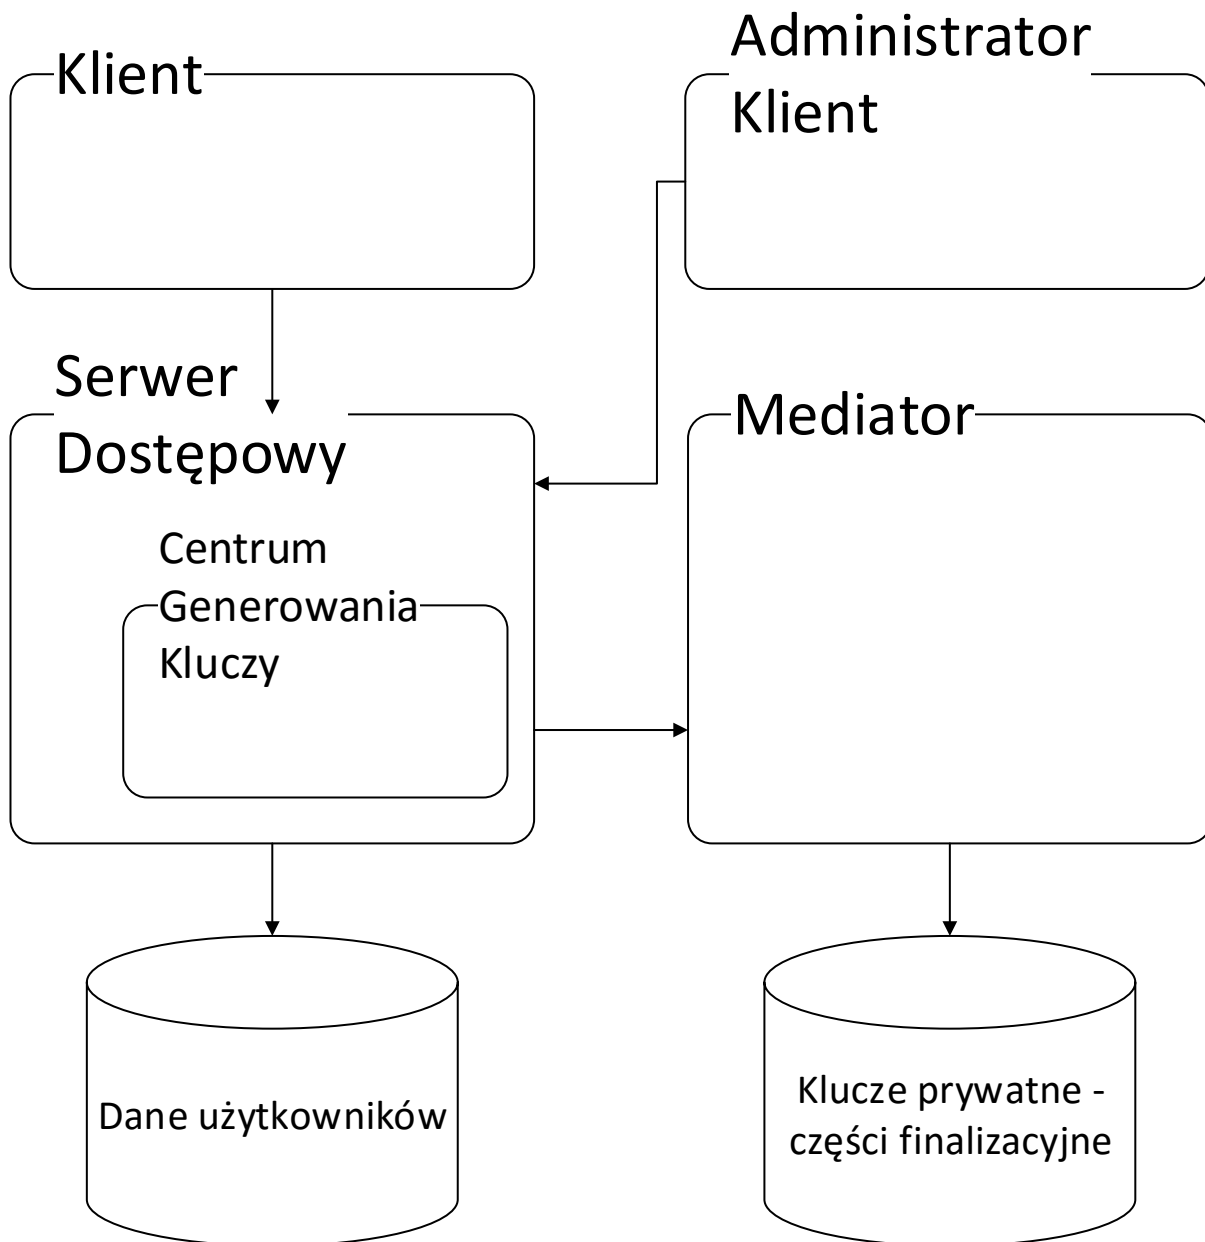 Klient
Administrator
Klient
Serwer
Dostępowy
Mediator
Centrum
Generowania
Kluczy
Dane użytkowników
Klucze prywatne -
części finalizacyjne